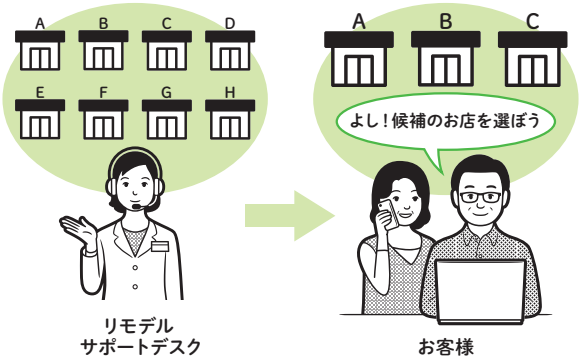 A B C D
E F G H
リモデル
サポートデスク
A B C
よし！候補のお店を選ぼう
お客様